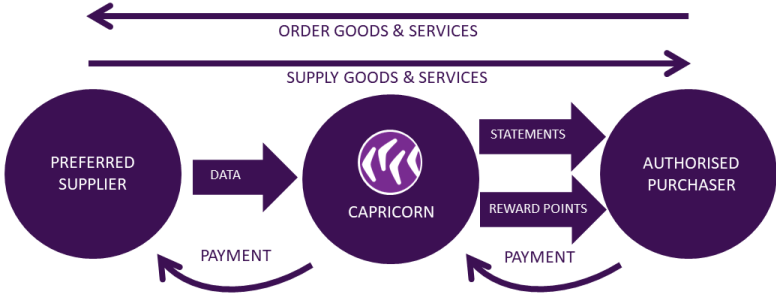 ORDER GOODS & SERVICES
SUPPLY GOODS & SERVICES
PREFERRED
SUPPLIER
DATA
CAPRICORN
STATEMENTS
REWARD POINTS
AUTHORISED
PURCHASER
PAYMENT
PAYMENT